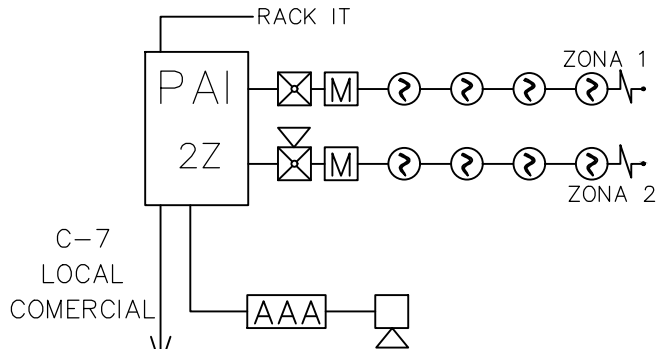 RACK IT
ZONA 1
PAI
M
2Z
M
ZONA 2
C-7
LOCAL
COMERCIAL
AAA